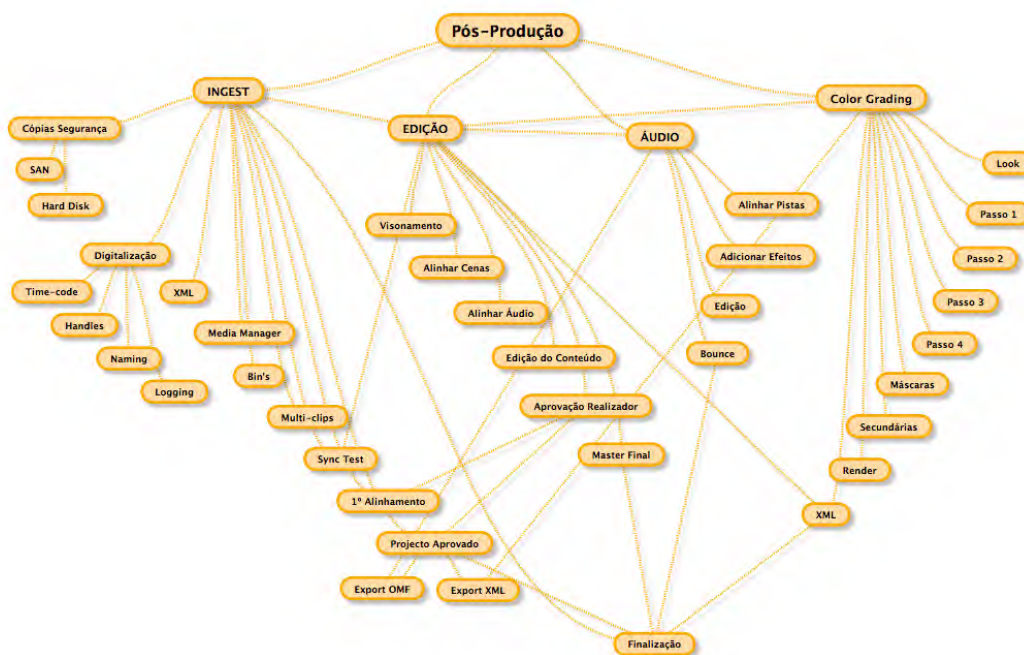 Pós-Produção
INGEST
Color Grading
Cópias Segurança
EDIÇÃO
ÁUDIO
SAN
Look
Hard Disk
Alinhar Pistas
Passo 1
Visonamento
Digitalização
Adicionar Efeitos
Passo 2
Alinhar Cenas
Time-code
XML
Passo 3
Edição
Alinhar Áudio
Handles
Media Manager
Passo 4
Naming
Edição do Conteúdo
Bounce
Bin's
Logging
Máscaras
Aprovação Realizador
Multi-clips
Secundárias
Sync Test
Master Final
Render
1º Alinhamento
XML
Projecto Aprovado
Export OMF
Export XML
Finalização